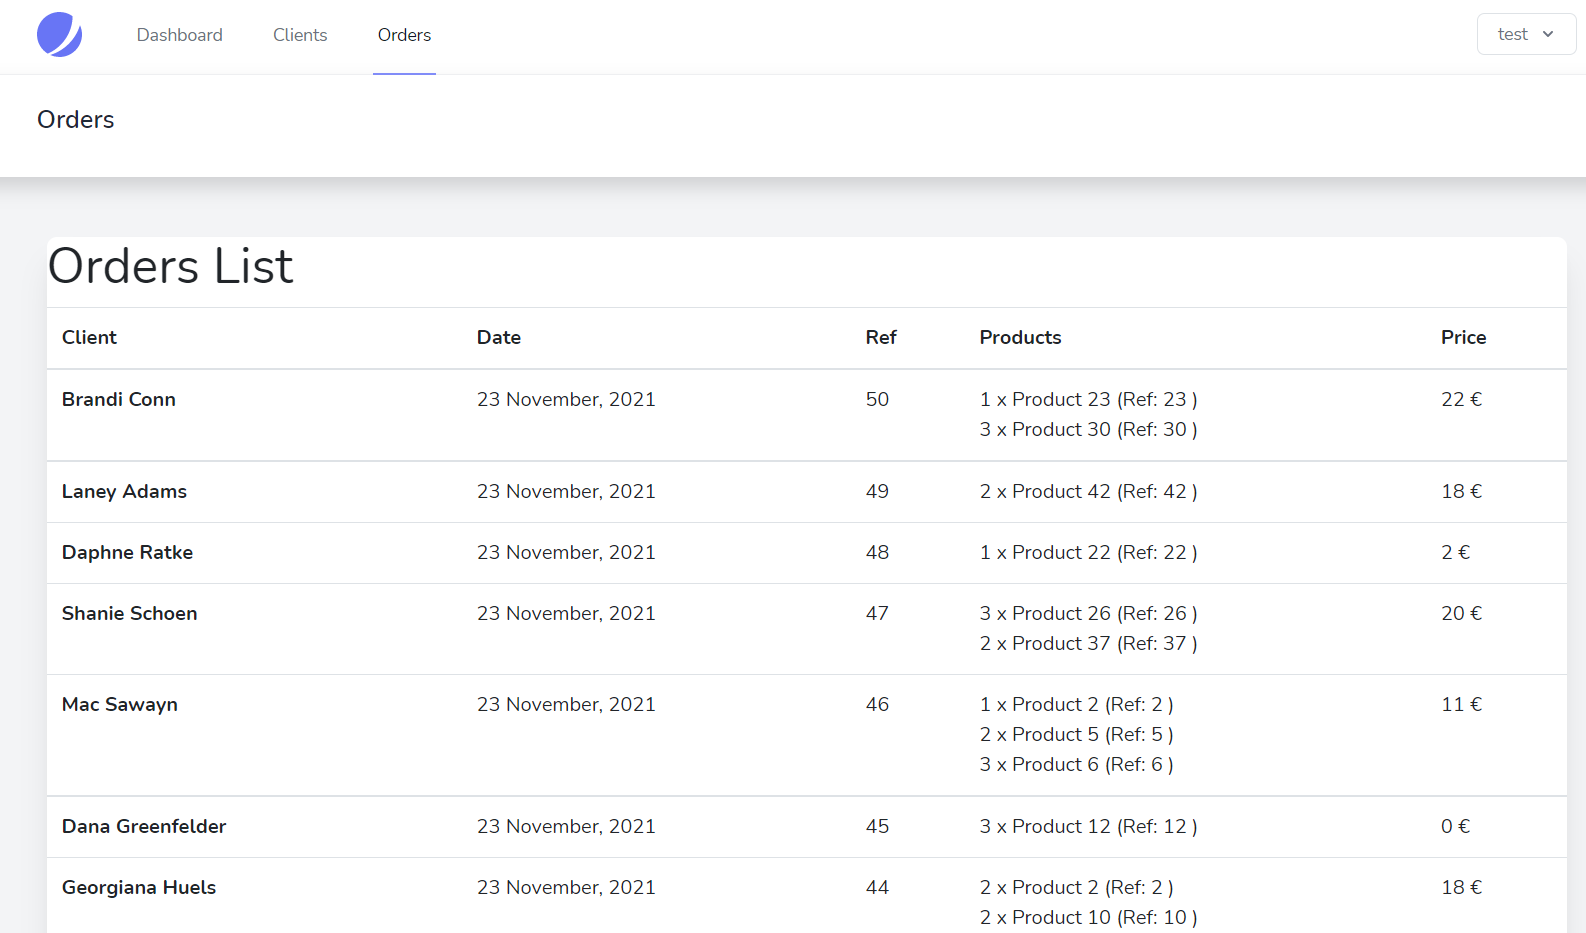 Dashboard Clients Orders test
Orders
Orders List
Client Date Ref Products Price
Brandi Conn 23 November, 2021 50 1 x Product 23 (Ref: 23 ) 22 €
3 x Product 30 (Ref: 30 )
Laney Adams 23 November, 2021 49 2 x Product 42 (Ref: 42 ) 18 €
Daphne Ratke 23 November, 2021 48 1 x Product 22 (Ref: 22 ) 2 €
Shanie Schoen 23 November, 2021 47 3 x Product 26 (Ref: 26 ) 20 €
2 x Product 37 (Ref: 37 )
Mac Sawayn 23 November, 2021 46 1 x Product 2 (Ref: 2 ) 11 €
2 x Product 5 (Ref: 5 )
3 x Product 6 (Ref: 6 )
Dana Greenfelder 23 November, 2021 45 3 x Product 12 (Ref: 12 ) 0 €
Georgiana Huels 23 November, 2021 44 2 x Product 2 (Ref: 2 ) 18 €
2 x Product 10 (Ref: 10 )